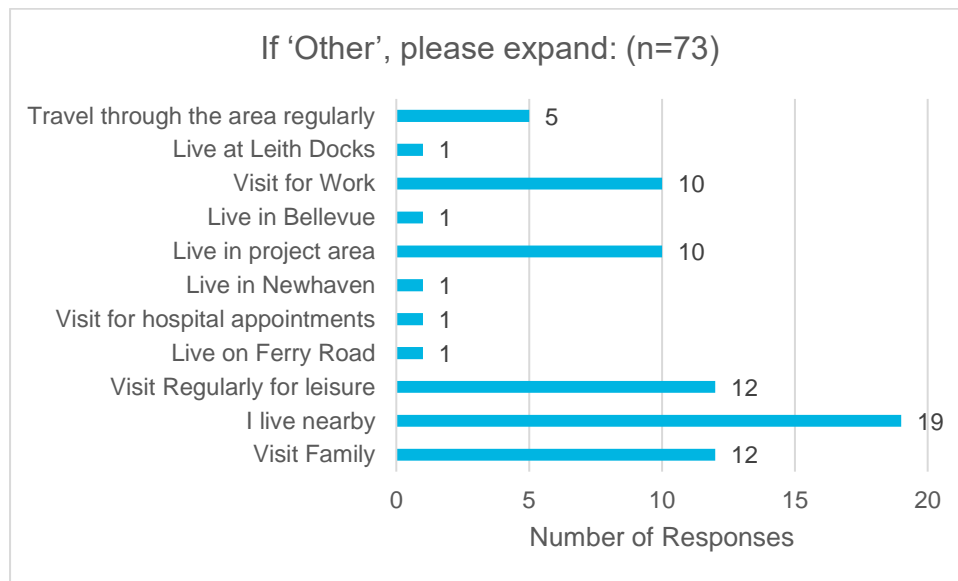 If ‘Other’, please expand: (n=73)
Travel through the area regularly 5
Live at Leith Docks 1
Visit for Work 10
Live in Bellevue 1
Live in project area 10
Live in Newhaven 1
Visit for hospital appointments 1
Live on Ferry Road 1
Visit Regularly for leisure 12
I live nearby 19
Visit Family 12
0 5 10 15 20
Number of Responses